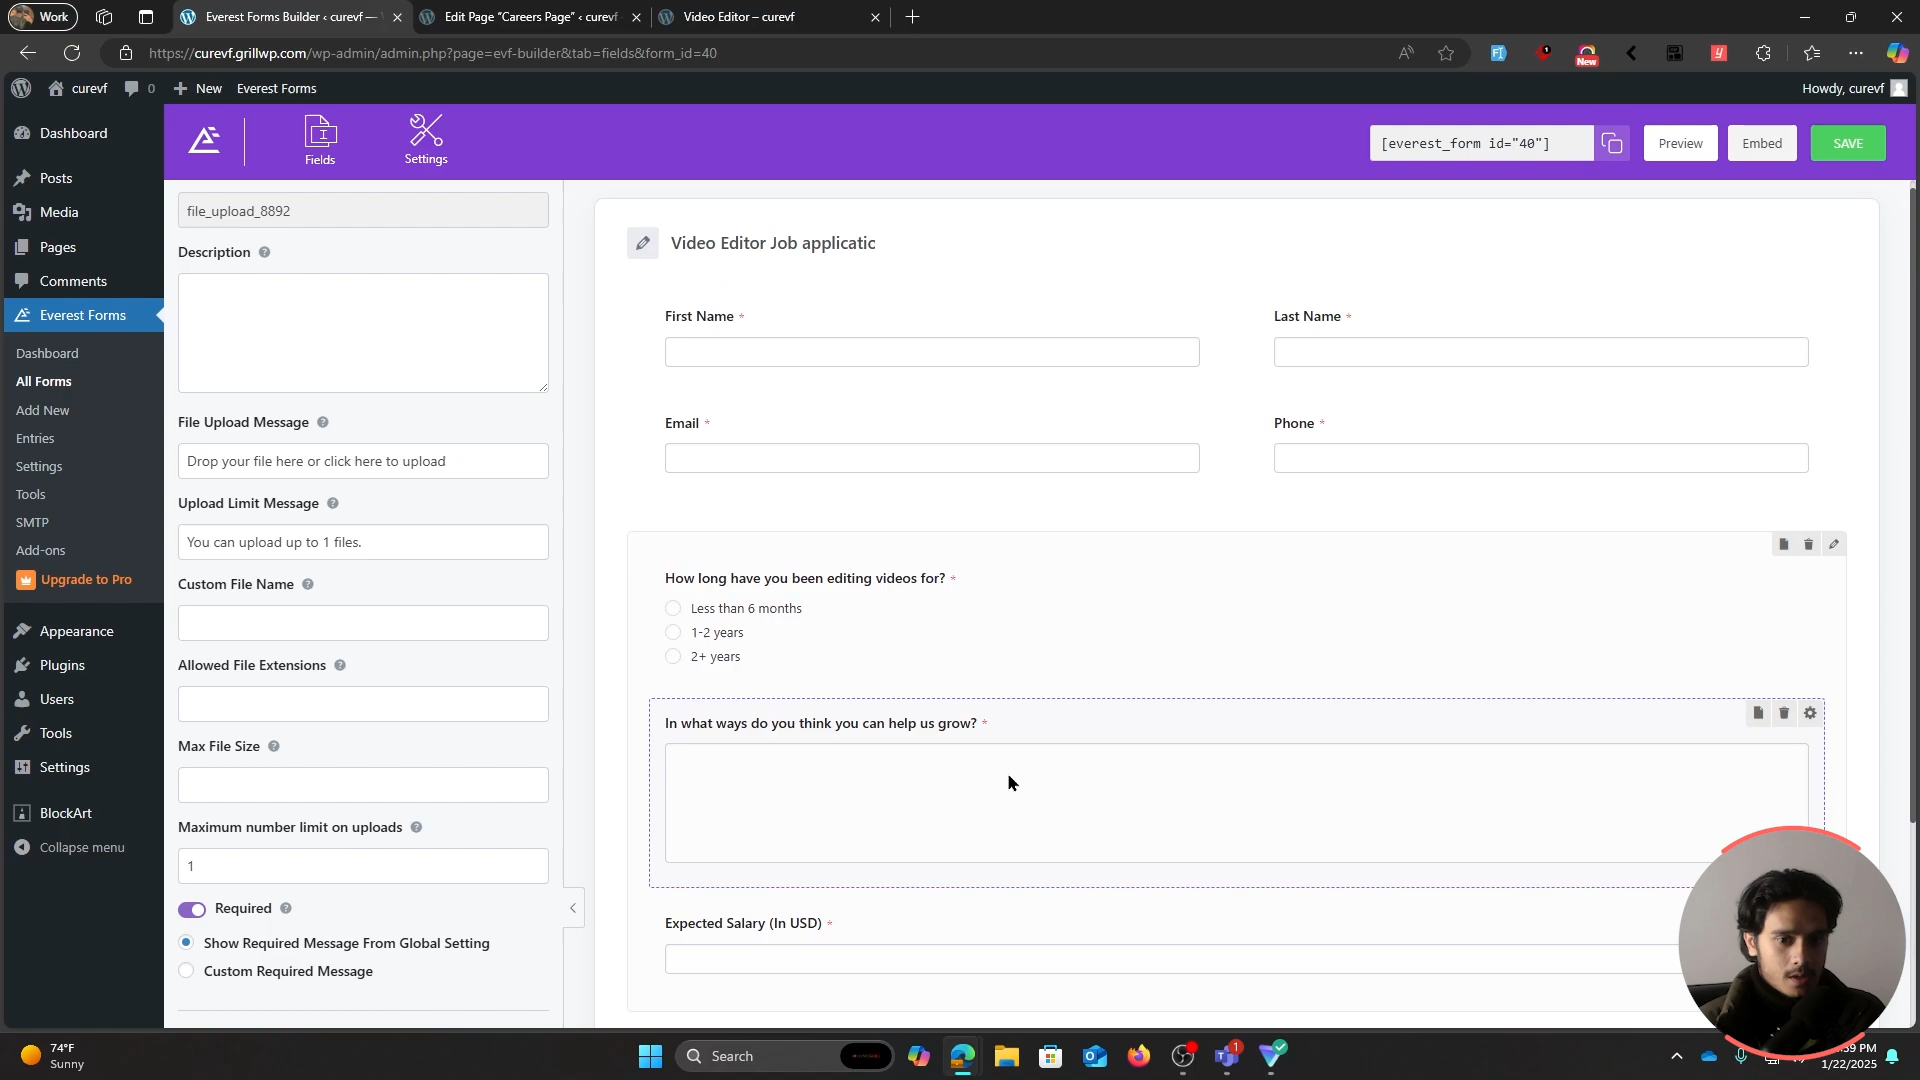 Work
Everest Forms Builder ‹ curevf —
Edit Page “Careers Page” ‹ curevf
Video Editor – curevf
https://curevf.grillwp.com/wp-admin/admin.php?page=evf-builder&tab=fields&form_id=40
New
curevf
0
New
Everest Forms
Howdy, curevf
Dashboard
Posts
Media
Pages
Comments
Everest Forms
Dashboard
All Forms
Add New
Entries
Settings
Tools
SMTP
Add-ons
Upgrade to Pro
Appearance
Plugins
Users
Tools
Settings
BlockArt
Collapse menu
Fields
Settings
[everest_form id="40"]
Preview
Embed
SAVE
file_upload_8892
Description
File Upload Message
Drop your file here or click here to upload
Upload Limit Message
You can upload up to 1 files.
Custom File Name
Allowed File Extensions
Max File Size
Maximum number limit on uploads
1
Required
Show Required Message From Global Setting
Custom Required Message
Video Editor Job applicatic
First Name *
Last Name *
Email *
Phone *
How long have you been editing videos for? *
Less than 6 months
1-2 years
2+ years
In what ways do you think you can help us grow? *
Expected Salary (In USD) *
74°F
Sunny
Search
1
:39 PM
1/22/2025